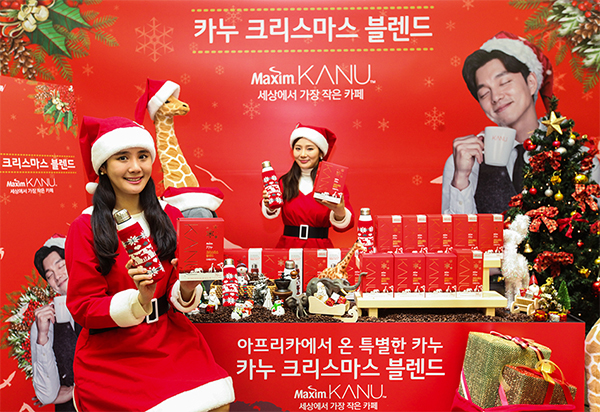 카누 크리스마스 블렌드
Maxim KANU™
세상에서 가장 작은 카페
크리스마스 블렌드
Maxim KANU
세상에서 가장 작은 카페
KANU
아프리카에서 온 특별한 카누
카누 크리스마스 블렌드
Maxim KANU™
세상에서 가장 작은 카페